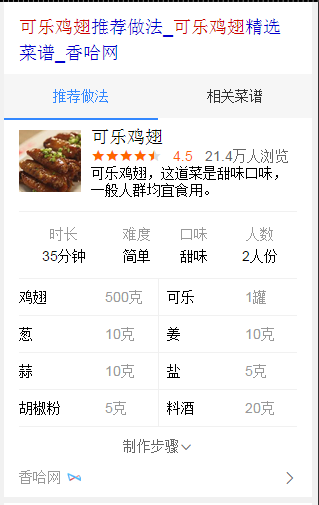 可乐鸡翅推荐做法_可乐鸡翅精选
菜谱_香哈网
推荐做法 相关菜谱
可乐鸡翅
4.5 21.4万人浏览
可乐鸡翅，这道菜是甜味口味，
一般人群均宜食用。
时长 难度 口味 人数
35分钟 简单 甜味 2人份
鸡翅 500克 可乐 1罐
葱 10克 姜 10克
蒜 10克 盐 5克
胡椒粉 5克 料酒 20克
制作步骤
香哈网